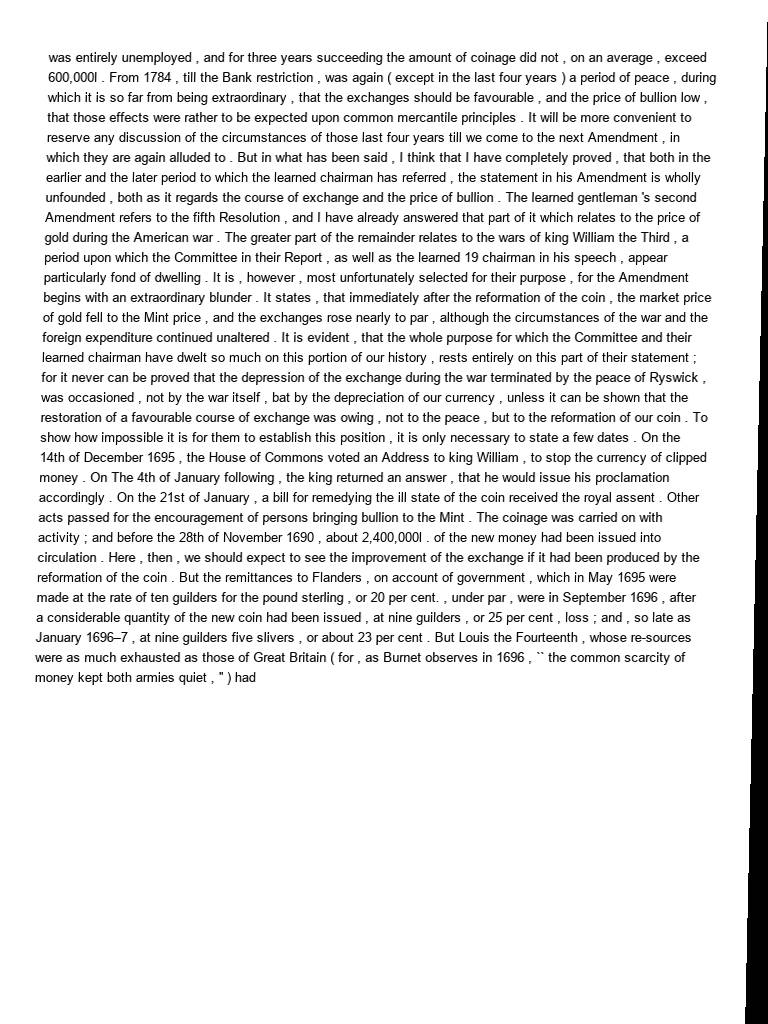 was entirely unemployed , and for three years succeeding the amount of coinage did not , on an average , exceed
600,000l . From 1784 , till the Bank restriction , was again ( except in the last four years ) a period of peace , during
which it is so far from being extraordinary , that the exchanges should be favourable , and the price of bullion low ,
that those effects were rather to be expected upon common mercantile principles . It will be more convenient to
reserve any discussion of the circumstances of those last four years till we come to the next Amendment , in
which they are again alluded to . But in what has been said , I think that I have completely proved , that both in the
earlier and the later period to which the learned chairman has referred , the statement in his Amendment is wholly
unfounded , both as it regards the course of exchange and the price of bullion . The learned gentleman 's second
Amendment refers to the fifth Resolution , and I have already answered that part of it which relates to the price of
gold during the American war . The greater part of the remainder relates to the wars of king William the Third , a
period upon which the Committee in their Report , as well as the learned 19 chairman in his speech , appear
particularly fond of dwelling . It is , however , most unfortunately selected for their purpose , for the Amendment
begins with an extraordinary blunder . It states , that immediately after the reformation of the coin , the market price
of gold fell to the Mint price , and the exchanges rose nearly to par , although the circumstances of the war and the
foreign expenditure continued unaltered . It is evident , that the whole purpose for which the Committee and their
learned chairman have dwelt so much on this portion of our history , rests entirely on this part of their statement ;
for it never can be proved that the depression of the exchange during the war terminated by the peace of Ryswick ,
was occasioned , not by the war itself , bat by the depreciation of our currency , unless it can be shown that the
restoration of a favourable course of exchange was owing , not to the peace , but to the reformation of our coin . To
show how impossible it is for them to establish this position , it is only necessary to state a few dates . On the
14th of December 1695 , the House of Commons voted an Address to king William , to stop the currency of clipped
money . On The 4th of January following , the king returned an answer , that he would issue his proclamation
accordingly . On the 21st of January , a bill for remedying the ill state of the coin received the royal assent . Other
acts passed for the encouragement of persons bringing bullion to the Mint . The coinage was carried on with
activity ; and before the 28th of November 1690 , about 2,400,000l . of the new money had been issued into
circulation . Here , then , we should expect to see the improvement of the exchange if it had been produced by the
reformation of the coin . But the remittances to Flanders , on account of government , which in May 1695 were
made at the rate of ten guilders for the pound sterling , or 20 per cent. , under par , were in September 1696 , after
a considerable quantity of the new coin had been issued , at nine guilders , or 25 per cent , loss ; and , so late as
January 1696–7 , at nine guilders five slivers , or about 23 per cent . But Louis the Fourteenth , whose re-sources
were as much exhausted as those of Great Britain ( for , as Burnet observes in 1696 , `` the common scarcity of
money kept both armies quiet , " ) had